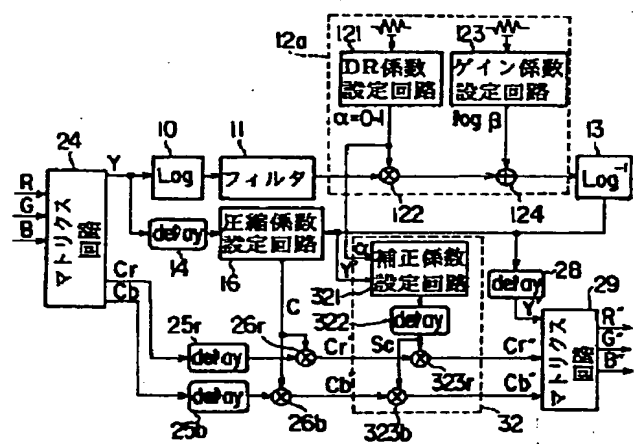 12a
121
DR係数
設定回路
123
ゲイン係数
設定回路
α=0~1
log β
24
Y
10
Log
11
フィルタ
122
124
13
Log⁻¹
R
G
B
マトリクス
回路
14
delay
圧縮係数
設定回路
16
α
Y'
補正係数
設定回路
321
322
delay
28
delay
Y'
29
マトリクス
回路
R"
G"
B"
Cr
Cb
C
25r
delay
26r
Cr'
Sc
323r
Cr"
25b
delay
26b
Cb'
323b
Cb"
32